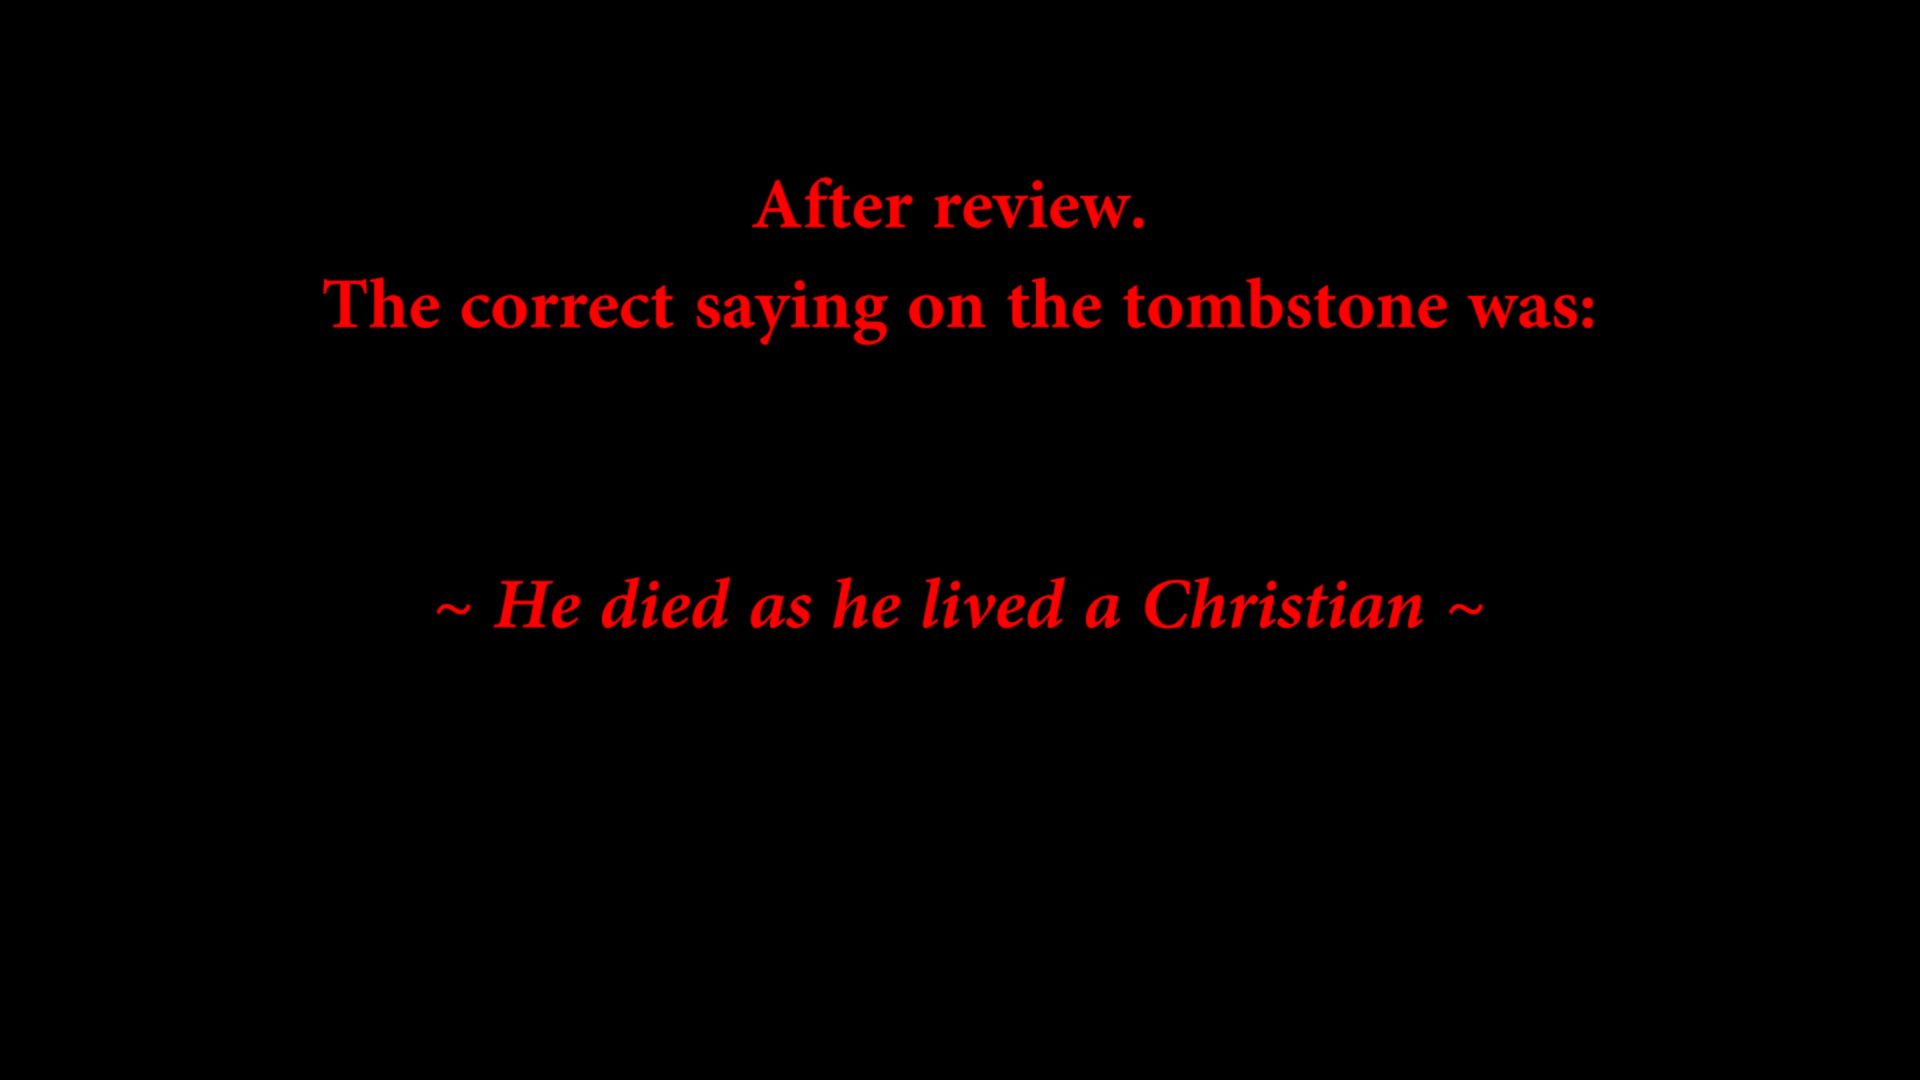 After review.
The correct saying on the tombstone was:
~ He died as he lived a Christian ~